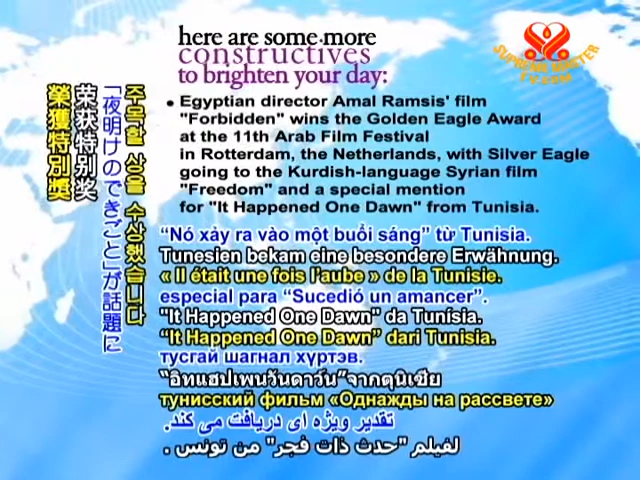 here are some more
constructives
to brighten your day:
SUPREME MASTER
TV.COM
• Egyptian director Amal Ramsis' film
"Forbidden" wins the Golden Eagle Award
at the 11th Arab Film Festival
in Rotterdam, the Netherlands, with Silver Eagle
going to the Kurdish-language Syrian film
"Freedom" and a special mention
for "It Happened One Dawn" from Tunisia.
榮獲特別獎
荣获特别奖
「夜明けのできごと」が話題に
주목할 상을 수상했습니다
“Nó xảy ra vào một buổi sáng” từ Tunisia.
Tunesien bekam eine besondere Erwähnung.
« Il était une fois l’aube » de la Tunisie.
especial para “Sucedió un amancer”.
"It Happened One Dawn" da Tunísia.
“It Happened One Dawn” dari Tunisia.
тусгай шагнал хүртэв.
“อิทแฮปเพนวันดาว์น”จากตูนิเซีย
тунисский фильм «Однажды на рассвете»
تقدیر ویژه ای دریافت می کند.
لفيلم "حدث ذات فجر" من تونس .